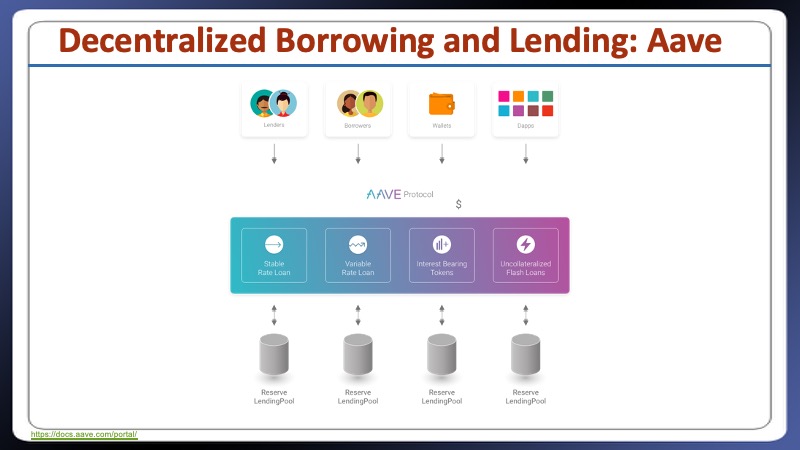 Decentralized Borrowing and Lending: Aave
Lenders
Borrowers
Wallets
Dapps
AAVE Protocol
$
Stable
Rate Loan
Variable
Rate Loan
Interest Bearing
Tokens
Uncollateralized
Flash Loans
Reserve
LendingPool
Reserve
LendingPool
Reserve
LendingPool
Reserve
LendingPool
https://docs.aave.com/portal/